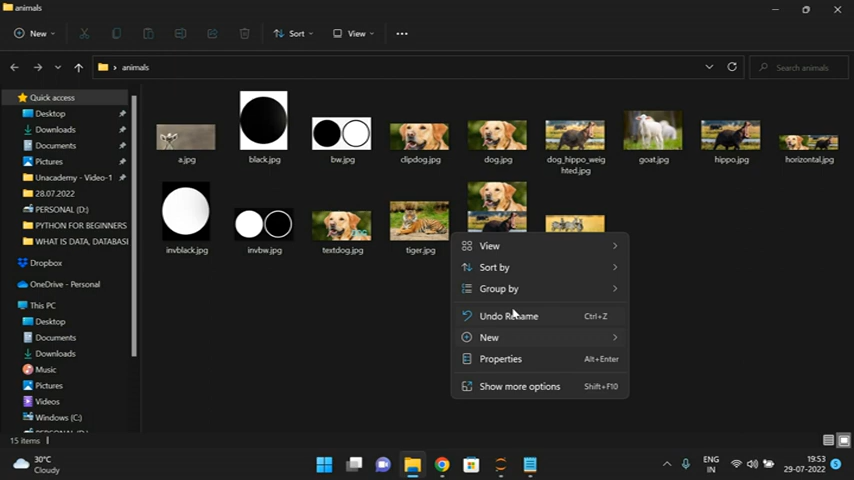 animals
New
Sort
View
animals
Search animals
Quick access
Desktop
Downloads
Documents
Pictures
Unacademy - Video-1
28.07.2022
PERSONAL (D:)
PYTHON FOR BEGINNERS
WHAT IS DATA, DATABASI
Dropbox
OneDrive - Personal
This PC
Desktop
Documents
Downloads
Music
Pictures
Videos
Windows (C:)
a.jpg
black.jpg
bw.jpg
clipdog.jpg
dog.jpg
dog_hippo_weig
hted.jpg
goat.jpg
hippo.jpg
horizontal.jpg
invblack.jpg
invbw.jpg
textdog.jpg
tiger.jpg
View
Sort by
Group by
Undo Rename Ctrl+Z
New
Properties Alt+Enter
Show more options Shift+F10
15 items
30°C
Cloudy
ENG
IN
19:53
29-07-2022
5